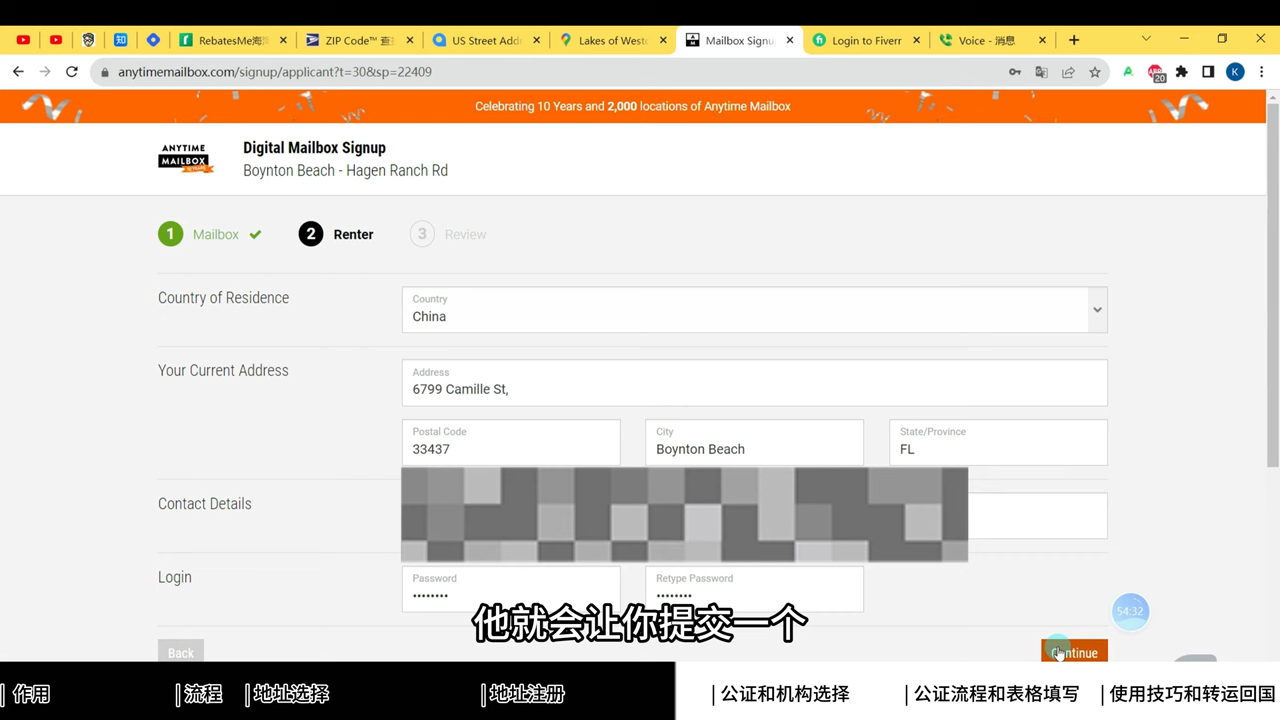 RebatesMe海
ZIP Code™ 查
US Street Add
Lakes of West
Mailbox Signu
Login to Fiverr
Voice - 消息
anytimemailbox.com/signup/applicant?t=30&sp=22409
20
K
Celebrating 10 Years and 2,000 locations of Anytime Mailbox
ANYTIME
MAILBOX
Digital Mailbox Signup
Boynton Beach - Hagen Ranch Rd
1 Mailbox
2 Renter
3 Review
Country of Residence
Country
China
Your Current Address
Address
6799 Camille St,
Postal Code
33437
City
Boynton Beach
State/Province
FL
Contact Details
Login
Password
••••••••
Retype Password
••••••••
他就会让你提交一个
54:32
Back
Continue
| 作用 | 流程 | 地址选择 | 地址注册 | 公证和机构选择 | 公证流程和表格填写 | 使用技巧和转运回国